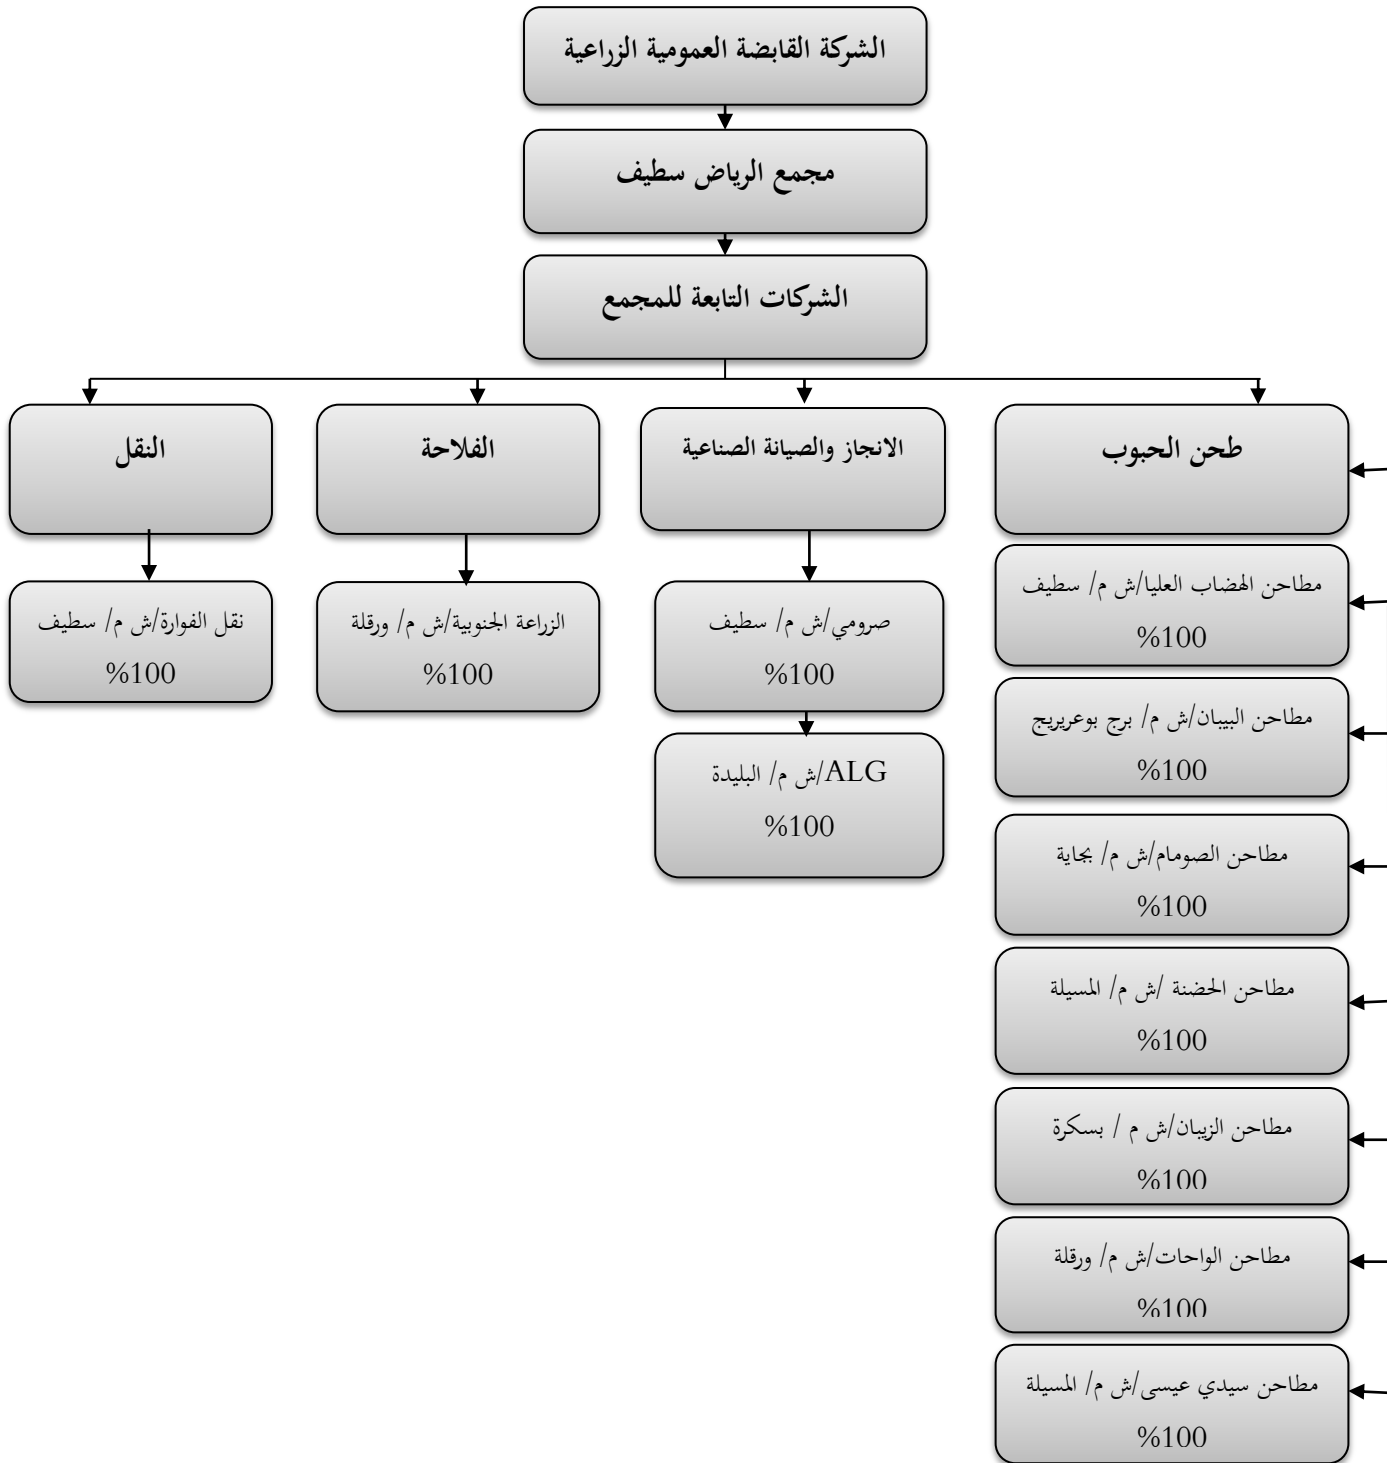 الشركة القابضة العمومية الزراعية
مجمع الرياض سطيف
الشركات التابعة للمجمع
طحن الحبوب
الانجاز والصيانة الصناعية
الفلاحة
النقل
مطاحن الهضاب العليا/ش م/ سطيف
%100
مطاحن البيبان/ش م/ برج بوعريريج
%100
مطاحن الصومام/ش م/ بجاية
%100
مطاحن الحضنة /ش م/ المسيلة
%100
مطاحن الزيبان/ش م / بسكرة
%100
مطاحن الواحات/ش م/ ورقلة
%100
مطاحن سيدي عيسى/ش م/ المسيلة
%100
صرومي/ش م/ سطيف
%100
ALG/ش م/ البليدة
%100
الزراعة الجنوبية/ش م/ ورقلة
%100
نقل الفوارة/ش م/ سطيف
%100